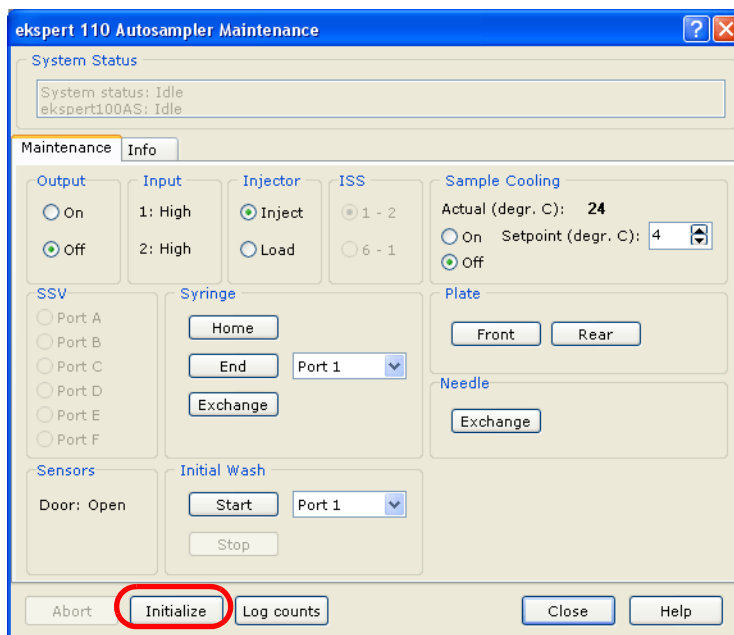 ekspert 110 Autosampler Maintenance
System Status
System status: Idle
ekspert100AS: Idle
Maintenance Info
Output Input Injector ISS Sample Cooling
On 1: High Inject 1 - 2 Actual (degr. C): 24
On Setpoint (degr. C): 4
Off 2: High Load 6 - 1
Off
SSV Syringe Plate
Port A
Home
Port B
Front Rear
Port C
End Port 1
Port D
Needle
Port E
Exchange
Port F
Exchange
Sensors Initial Wash
Door: Open Start Port 1
Stop
Abort Initialize Log counts Close Help